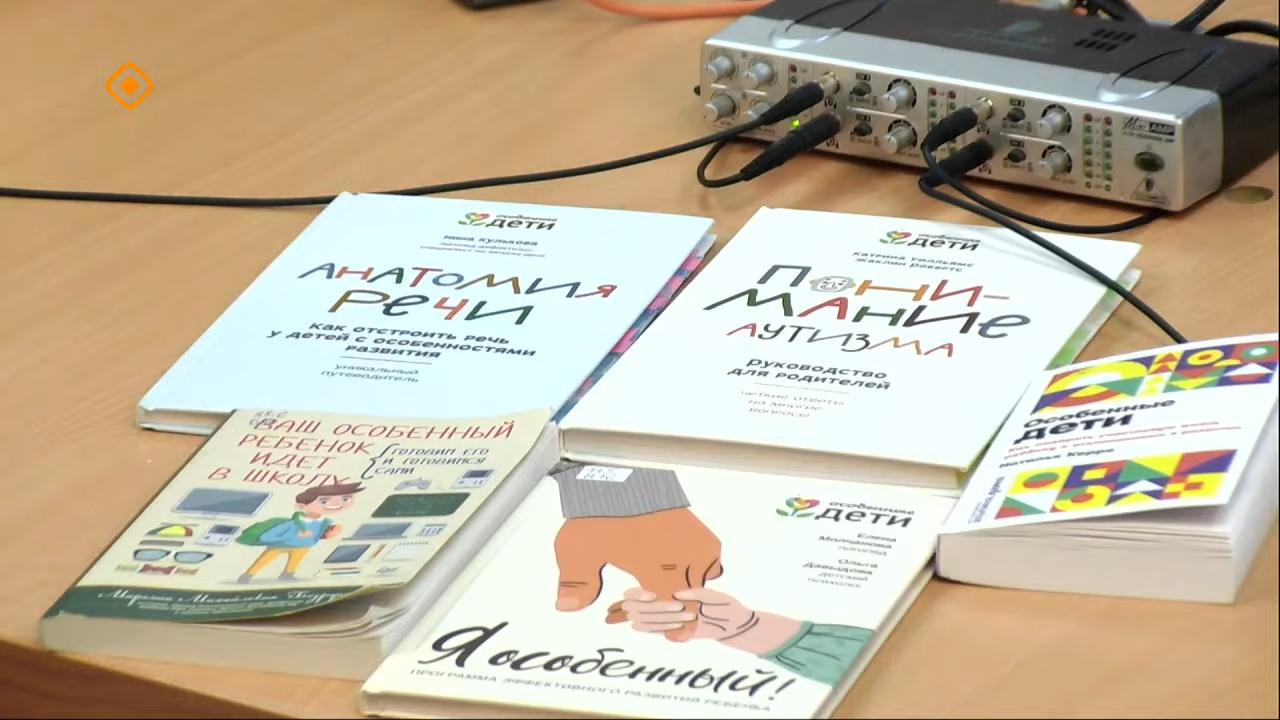 особенные
дети
Нина Кулькова
АНАТОМИЯ
РЕЧИ
Как отстроить речь
у детей с особенностями
развития
уникальный
путеводитель
особенные
дети
Катрина Уилльямс
Жаклин Робертс
ПОНИ-
МАНИЕ
АУТИЗМА
Руководство
для родителей
четкие ответы
на многие
вопросы
ВАШ ОСОБЕННЫЙ
РЕБЕНОК
ИДЕТ
В ШКОЛУ
ГОТОВИМ ЕГО
И ГОТОВИМСЯ
САМИ
особенные
дети
Елена
Молчанова
логопед
Ольга
Давыдова
детский
психолог
Я особенный!
ПРОГРАММА ЭФФЕКТИВНОГО РАЗВИТИЯ РЕБЕНКА
Особенные
дети
Наталья Керре